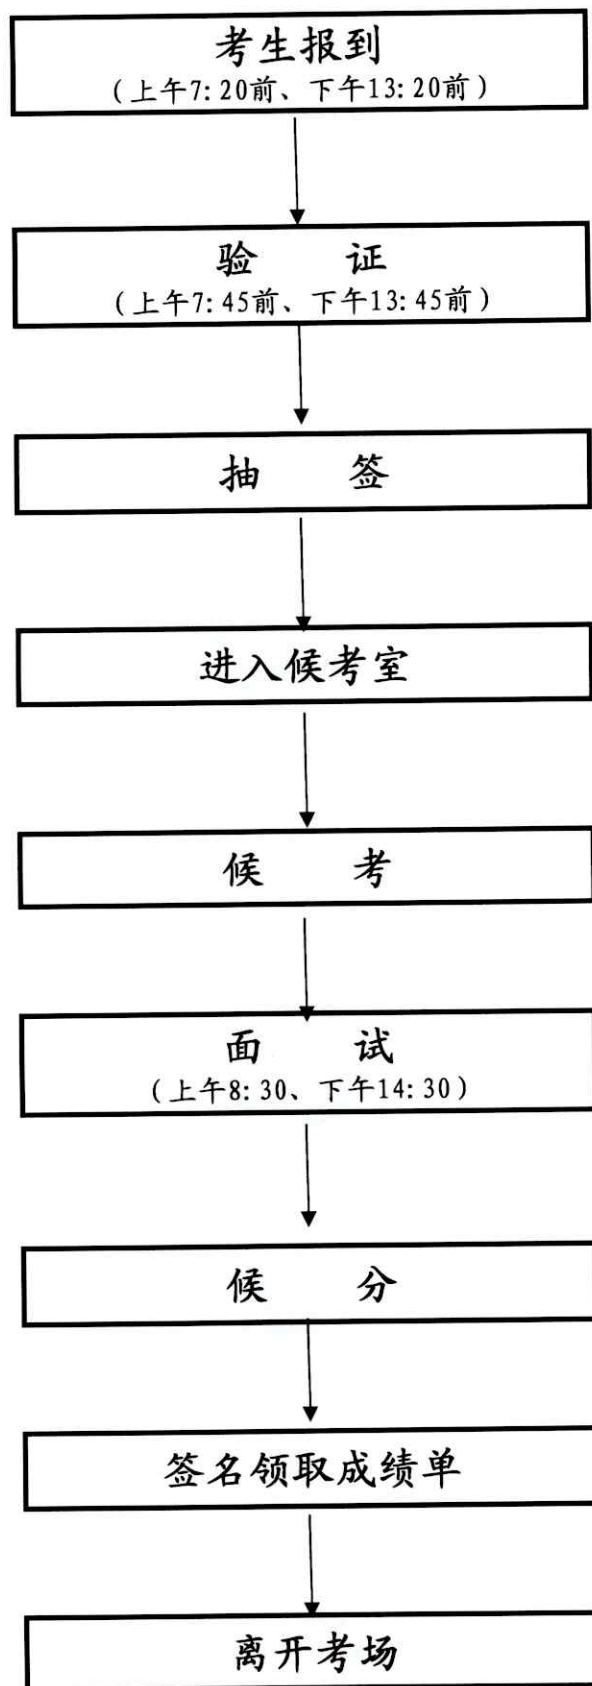 考生报到
（上午7:20前、下午13:20前）
验 证
（上午7:45前、下午13:45前）
抽 签
进入候考室
候 考
面 试
（上午8:30、下午14:30）
候 分
签名领取成绩单
离开考场